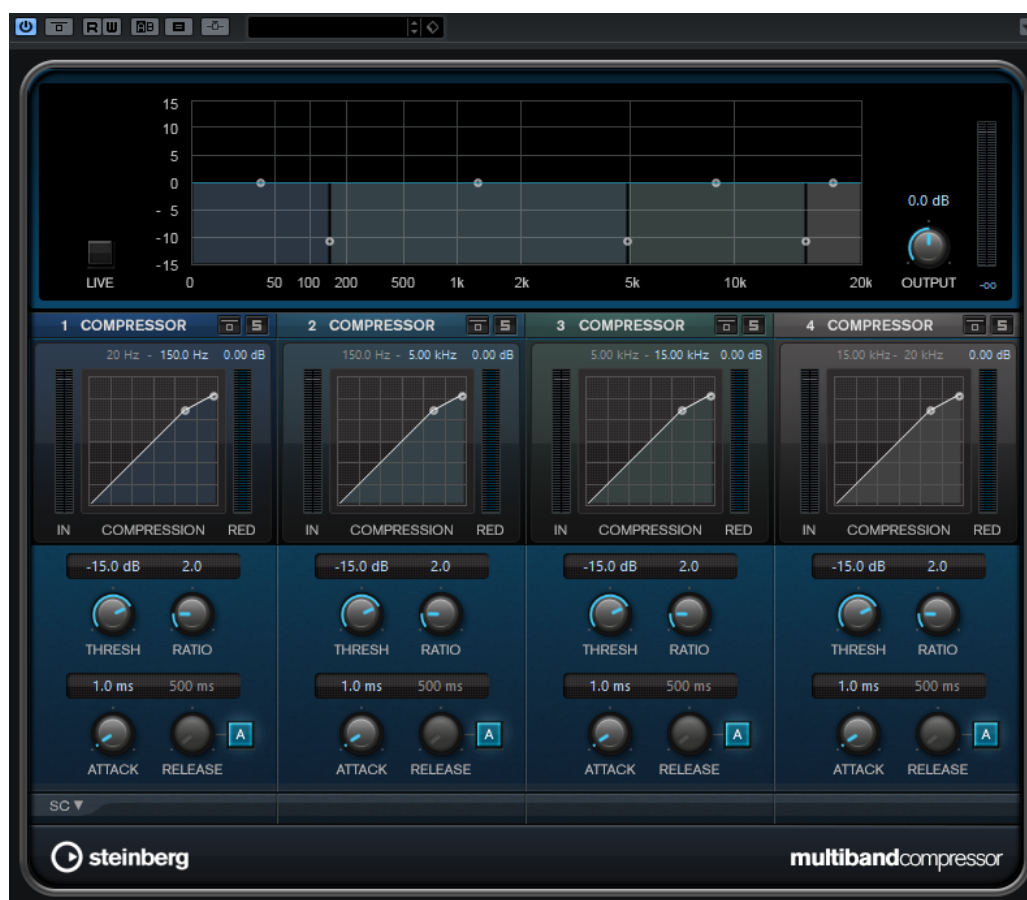 R W A B
15
10
5
0
- 5
-10
-15
0 50 100 200 500 1k 2k 5k 10k 20k
LIVE
0.0 dB
OUTPUT
-∞
1 COMPRESSOR S
20 Hz - 150.0 Hz 0.00 dB
IN COMPRESSION RED
-15.0 dB 2.0
THRESH RATIO
1.0 ms 500 ms
A
ATTACK RELEASE
2 COMPRESSOR S
150.0 Hz - 5.00 kHz 0.00 dB
IN COMPRESSION RED
-15.0 dB 2.0
THRESH RATIO
1.0 ms 500 ms
A
ATTACK RELEASE
3 COMPRESSOR S
5.00 kHz - 15.00 kHz 0.00 dB
IN COMPRESSION RED
-15.0 dB 2.0
THRESH RATIO
1.0 ms 500 ms
A
ATTACK RELEASE
4 COMPRESSOR S
15.00 kHz - 20 kHz 0.00 dB
IN COMPRESSION RED
-15.0 dB 2.0
THRESH RATIO
1.0 ms 500 ms
A
ATTACK RELEASE
SC
steinberg
multibandcompressor